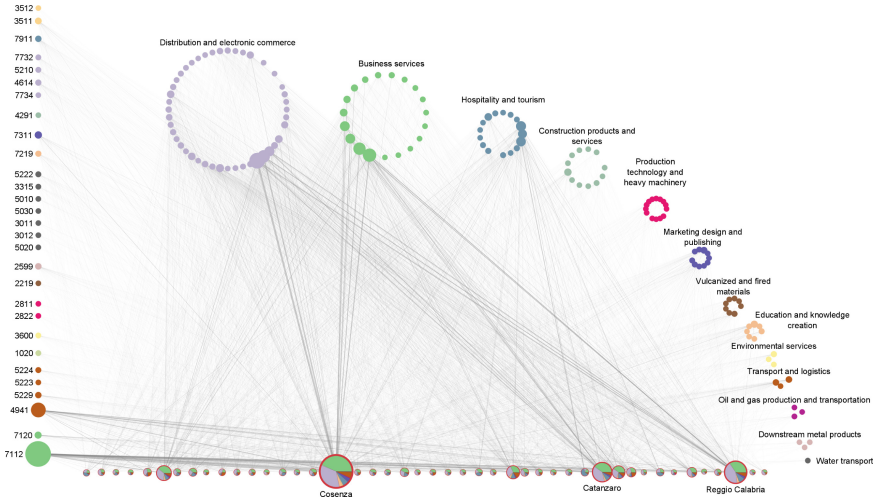 3512
3511
7911
7732
5210
4614
7734
4291
7311
7219
5222
3315
5010
5030
3011
3012
5020
2599
2219
2811
2822
3600
1020
5224
5223
5229
4941
7120
7112
Distribution and electronic commerce
Business services
Hospitality and tourism
Construction products and
services
Production
technology and
heavy machinery
Marketing design and
publishing
Vulcanized and fired
materials
Education and knowledge
creation
Environmental services
Transport and logistics
Oil and gas production and transportation
Downstream metal products
Water transport
Cosenza
Catanzaro
Reggio Calabria